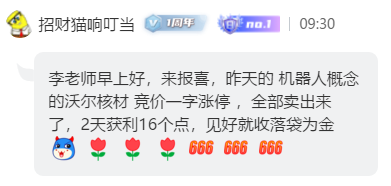 招财猫响叮当 1周年 no.1 09:30
李老师早上好，来报喜，昨天的 机器人概念
的沃尔核材 竞价一字涨停 ，全部卖出来
了，2天获利16个点，见好就收落袋为金
666 666 666